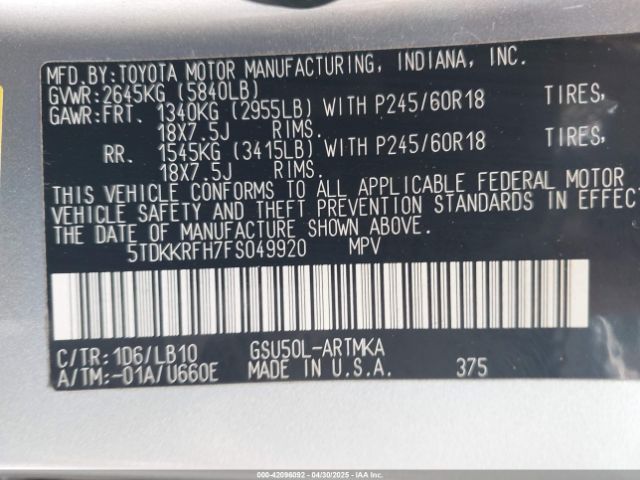 MFD.BY:TOYOTA MOTOR MANUFACTURING, INDIANA, INC.
GVWR:2645KG (5840LB)
GAWR:FRT. 1340KG (2955LB) WITH P245/60R18 TIRES,
18X7.5J RIMS.
RR. 1545KG (3415LB) WITH P245/60R18 TIRES,
18X7.5J RIMS.
THIS VEHICLE CONFORMS TO ALL APPLICABLE FEDERAL MOTOR
VEHICLE SAFETY AND THEFT PREVENTION STANDARDS IN EFFEC
THE DATE OF MANUFACTURE SHOWN ABOVE.
5TDKKRFH7FS049920 MPV
C/TR:1D6/LB10 GSU50L-ARTMKA
A/TM:-01A/U660E MADE IN U.S.A. 375
000-42096092 - 04/30/2025 - IAAI.COM